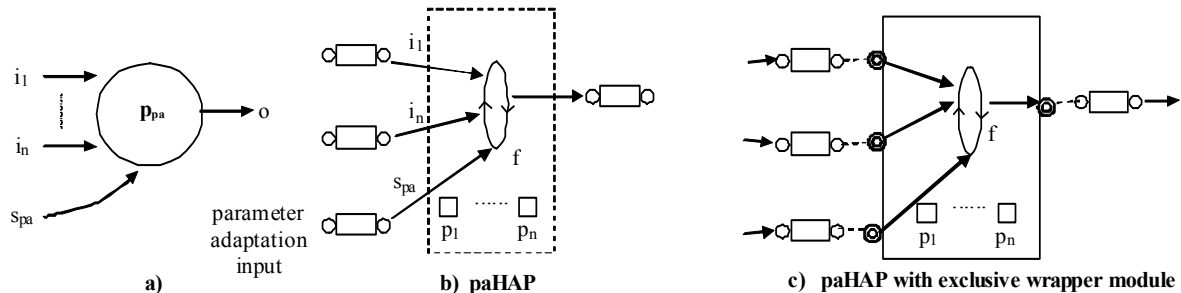 i1
in
spa
ppa
o
a)
parameter
adaptation
input
i1
in
spa
f
p1 ...... pn
b) paHAP
f
p1 ...... pn
c) paHAP with exclusive wrapper module